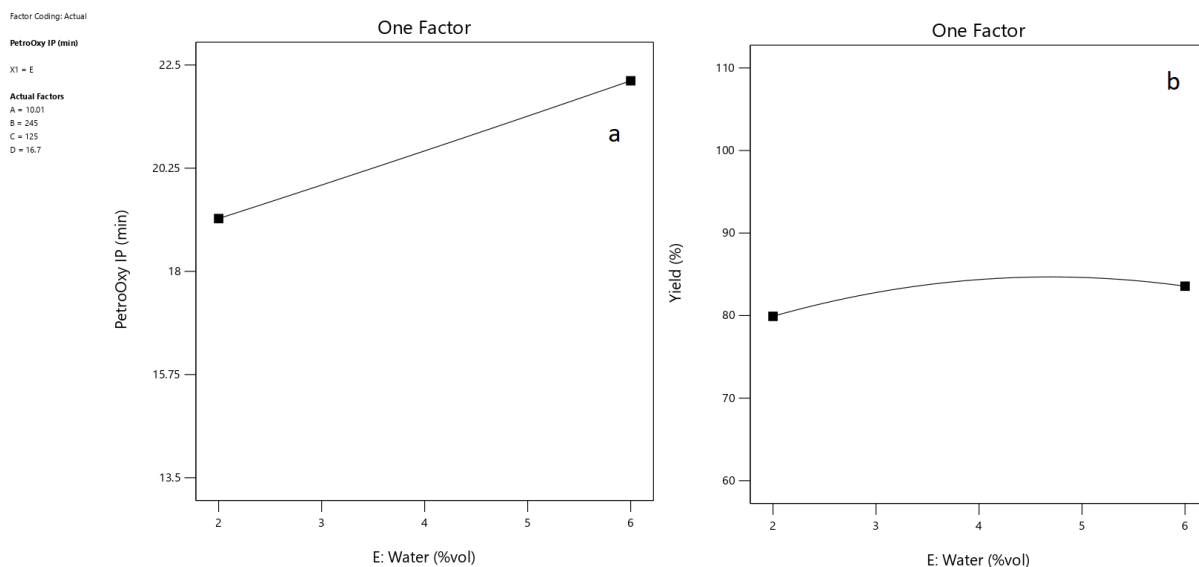 Factor Coding: Actual
PetroOxy IP (min)
X1 = E
Actual Factors
A = 10.01
B = 245
C = 125
D = 16.7
One Factor
22.5
20.25
18
15.75
13.5
PetroOxy IP (min)
a
2 3 4 5 6
E: Water (%vol)
One Factor
110
100
90
80
70
60
Yield (%)
b
2 3 4 5 6
E: Water (%vol)